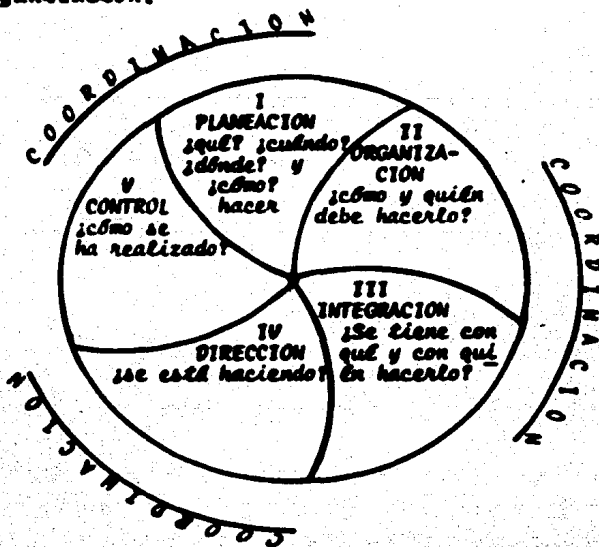 COORDINACION
I
PLANEACION
¿qué? ¿cuándo?
¿dónde? y
¿cómo?
hacer
II
ORGANIZA-
CION
¿cómo y quién
debe hacerlo?
V
CONTROL
¿cómo se
ha realizado?
III
INTEGRACION
¿Se tiene con
qué y con qui
én hacerlo?
IV
DIRECCION
¿se está haciendo?
COORDINACION
COORDINACION